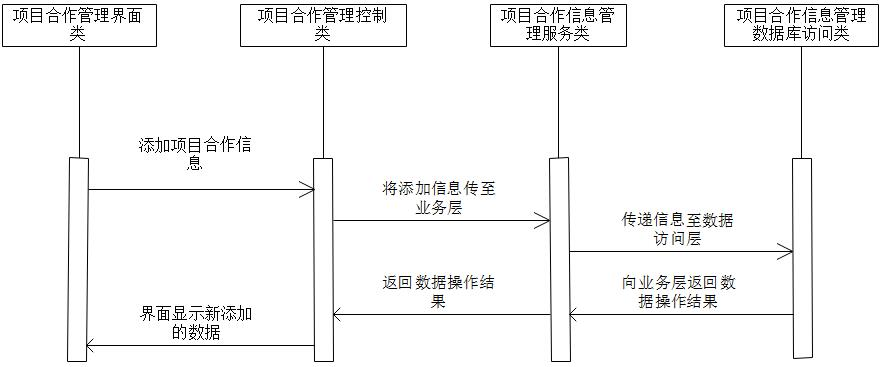 项目合作管理界面
类
项目合作管理控制
类
项目合作信息管
理服务类
项目合作信息管理
数据库访问类
添加项目合作信
息
将添加信息传至
业务层
传递信息至数据
访问层
返回数据操作结
果
向业务层返回数
据操作结果
界面显示新添加
的数据